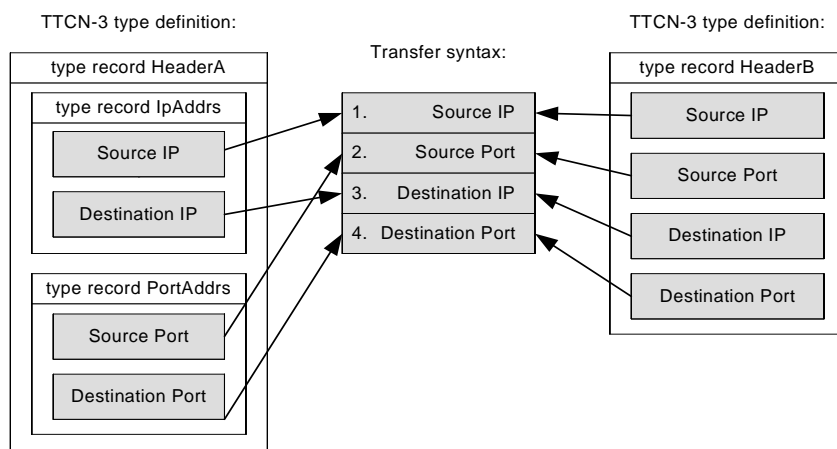 TTCN-3 type definition:
type record HeaderA
type record IpAddrs
Source IP
Destination IP
type record PortAddrs
Source Port
Destination Port
Transfer syntax:
1. Source IP
2. Source Port
3. Destination IP
4. Destination Port
TTCN-3 type definition:
type record HeaderB
Source IP
Source Port
Destination IP
Destination Port